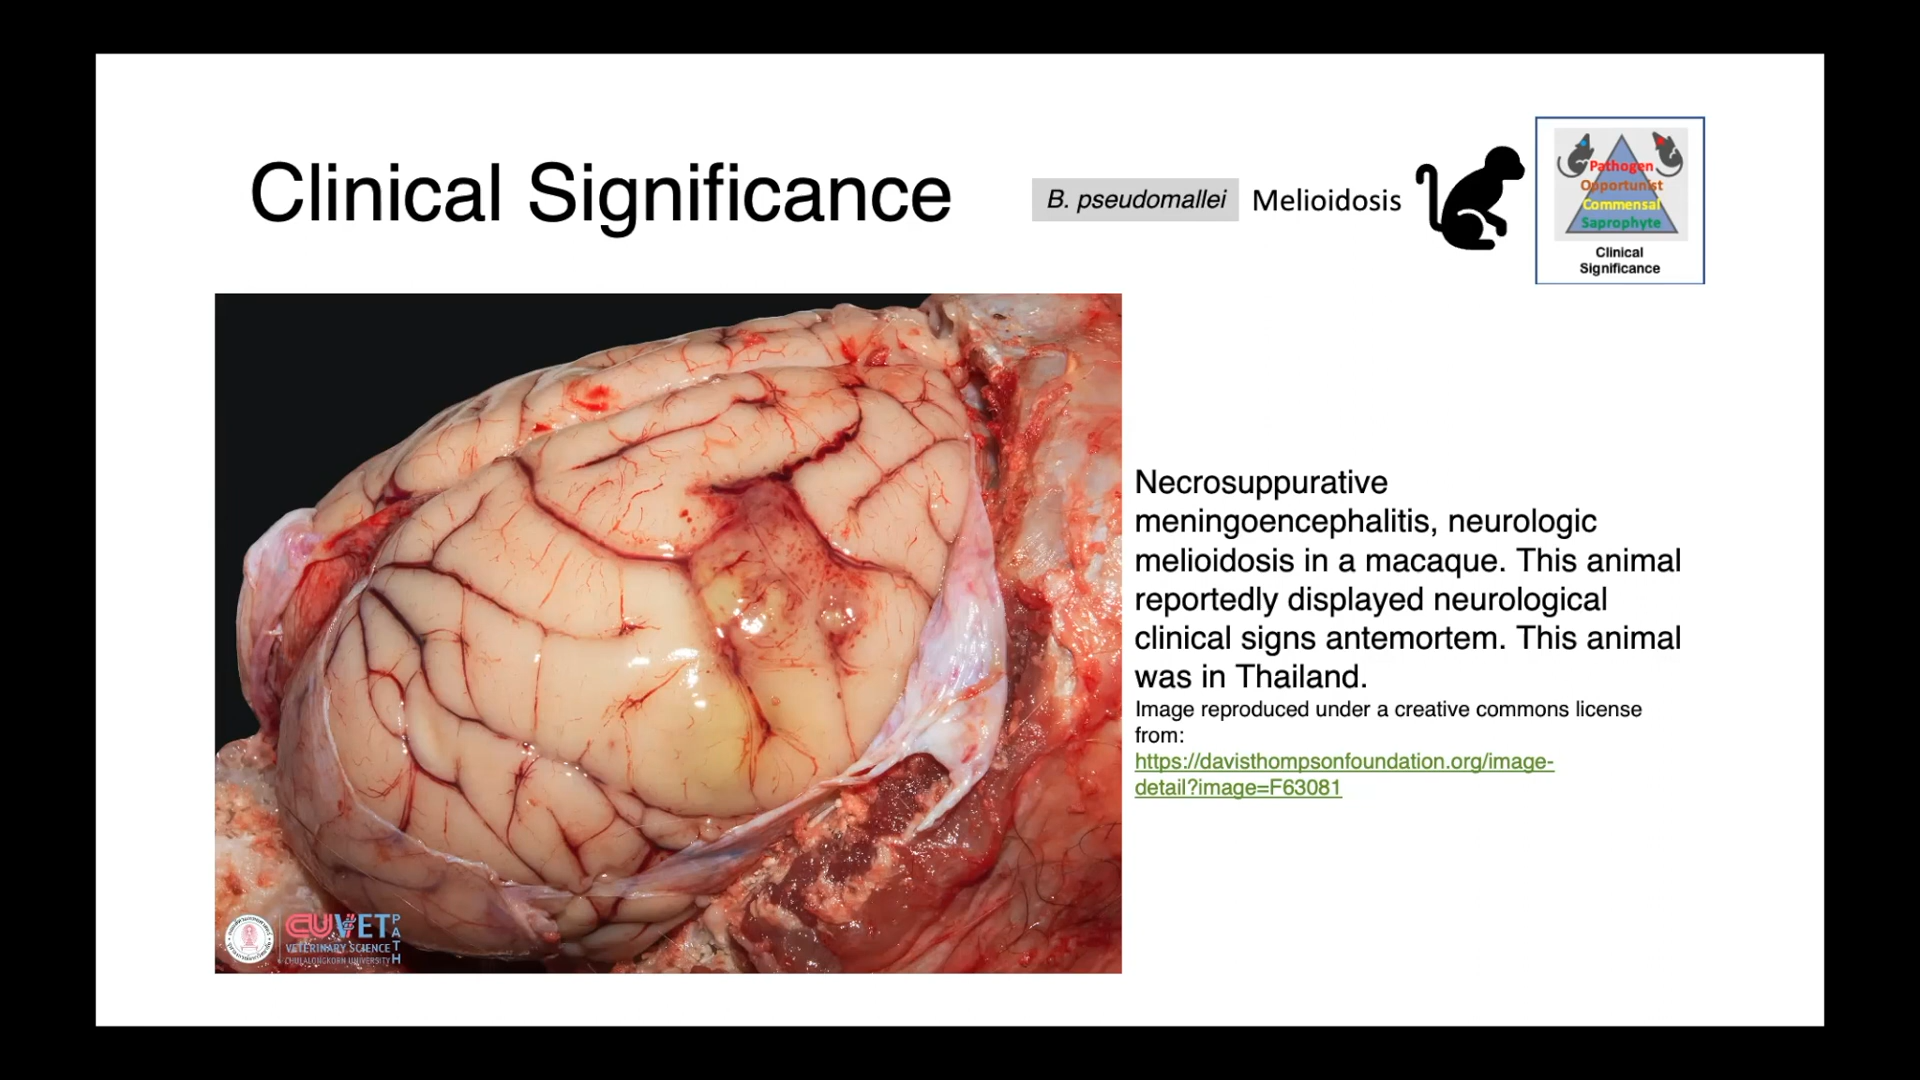 Clinical Significance
B. pseudomallei Melioidosis
Pathogen
Opportunist
Commensal
Saprophyte
Clinical
Significance
Necrosuppurative
meningoencephalitis, neurologic
melioidosis in a macaque. This animal
reportedly displayed neurological
clinical signs antemortem. This animal
was in Thailand.
Image reproduced under a creative commons license
from:
https://davisthompsonfoundation.org/image-
detail?image=F63081
CUVET PATH
VETERINARY SCIENCE
CHULALONGKORN UNIVERSITY